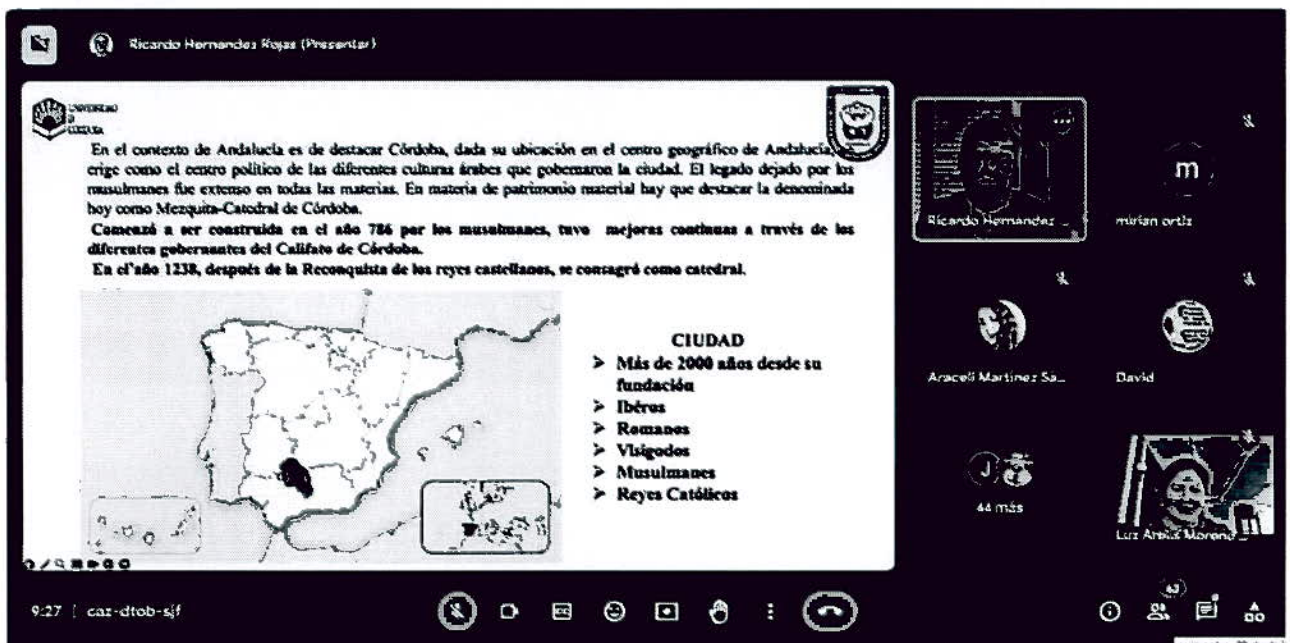 Ricardo Hernandez Rojas (Presentar)
UNIVERSIDAD
D
CORDOBA
En el contexto de Andalucía es de destacar Córdoba, dada su ubicación en el centro geográfico de Andalucía,
erige como el centro político de las diferentes culturas árabes que gobernaron la ciudad. El legado dejado por los
musulmanes fue extenso en todas las materias. En materia de patrimonio material hay que destacar la denominada
hoy como Mezquita-Catedral de Córdoba.
Comenzó a ser construida en el año 786 por los musulmanes, tuvo mejoras continuas a través de los
diferentes gobernantes del Califato de Córdoba.
En el año 1238, después de la Reconquista de los reyes castellanos, se consagró como catedral.
CIUDAD
Más de 2000 años desde su
fundación
Ibéros
Romanos
Visigodos
Musulmanes
Reyes Católicos
Ricardo Hernandez ...
m
mirian ortiz
Araceli Martinez Sa...
David
J
44 más
Luz Moreno
9:27 | caz-dtob-sjf